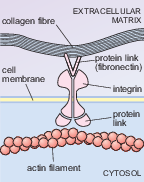 EXTRACELLULAR
MATRIX
collagen fibre
protein link
(fibronectin)
cell
membrane
integrin
protein
link
actin filament
CYTOSOL